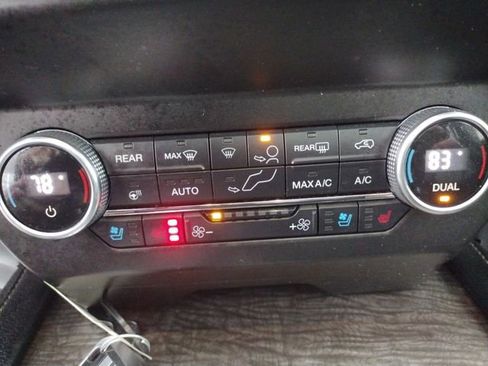 REAR MAX REAR
78° 83°
AUTO MAX A/C A/C DUAL
- +